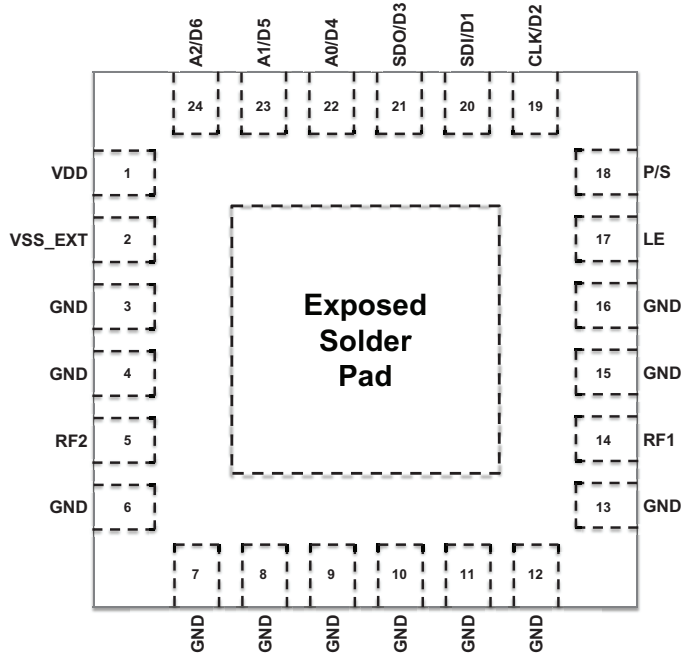 A2/D6 A1/D5 A0/D4 SDO/D3 SDI/D1 CLK/D2
24 23 22 21 20 19
VDD 1 18 P/S
VSS_EXT 2 17 LE
GND 3 16 GND
Exposed
Solder
Pad
GND 4 15 GND
RF2 5 14 RF1
GND 6 13 GND
7 8 9 10 11 12
GND GND GND GND GND GND